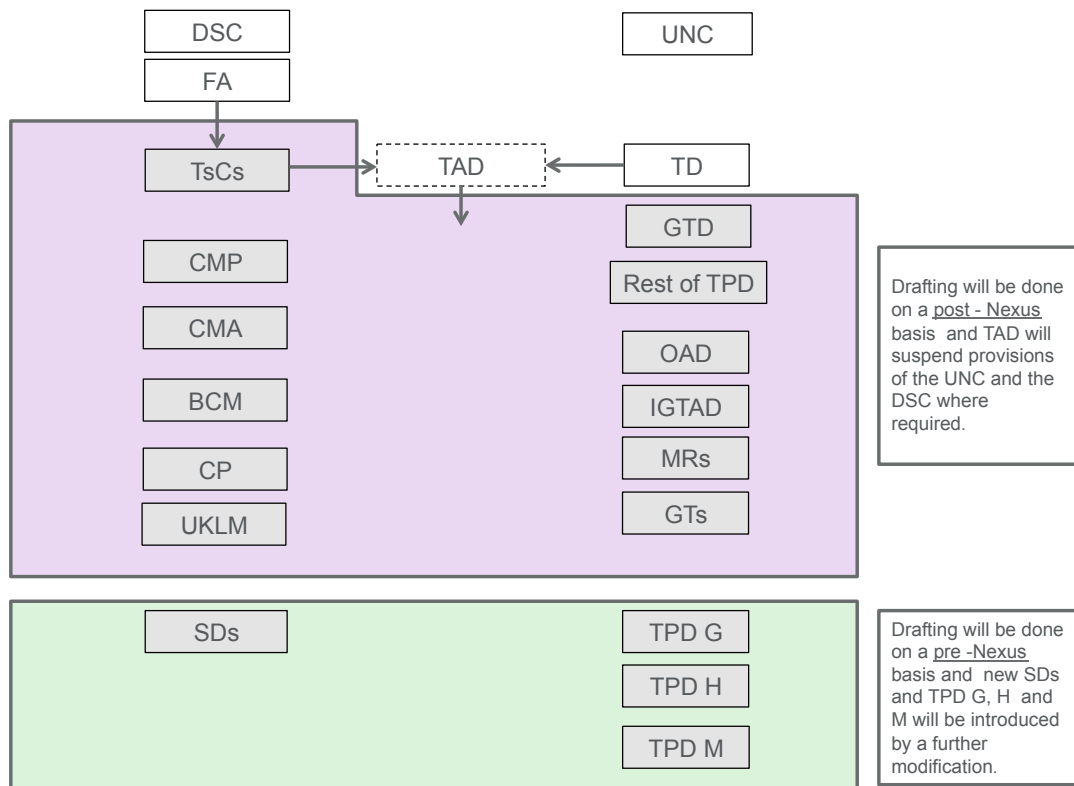 DSC
UNC
FA
TsCs
TAD
TD
GTD
CMP
Rest of TPD
CMA
OAD
BCM
IGTAD
CP
MRs
UKLM
GTs
Drafting will be done
on a post - Nexus
basis and TAD will
suspend provisions
of the UNC and the
DSC where
required.
SDs
TPD G
TPD H
TPD M
Drafting will be done
on a pre -Nexus
basis and new SDs
and TPD G, H and
M will be introduced
by a further
modification.